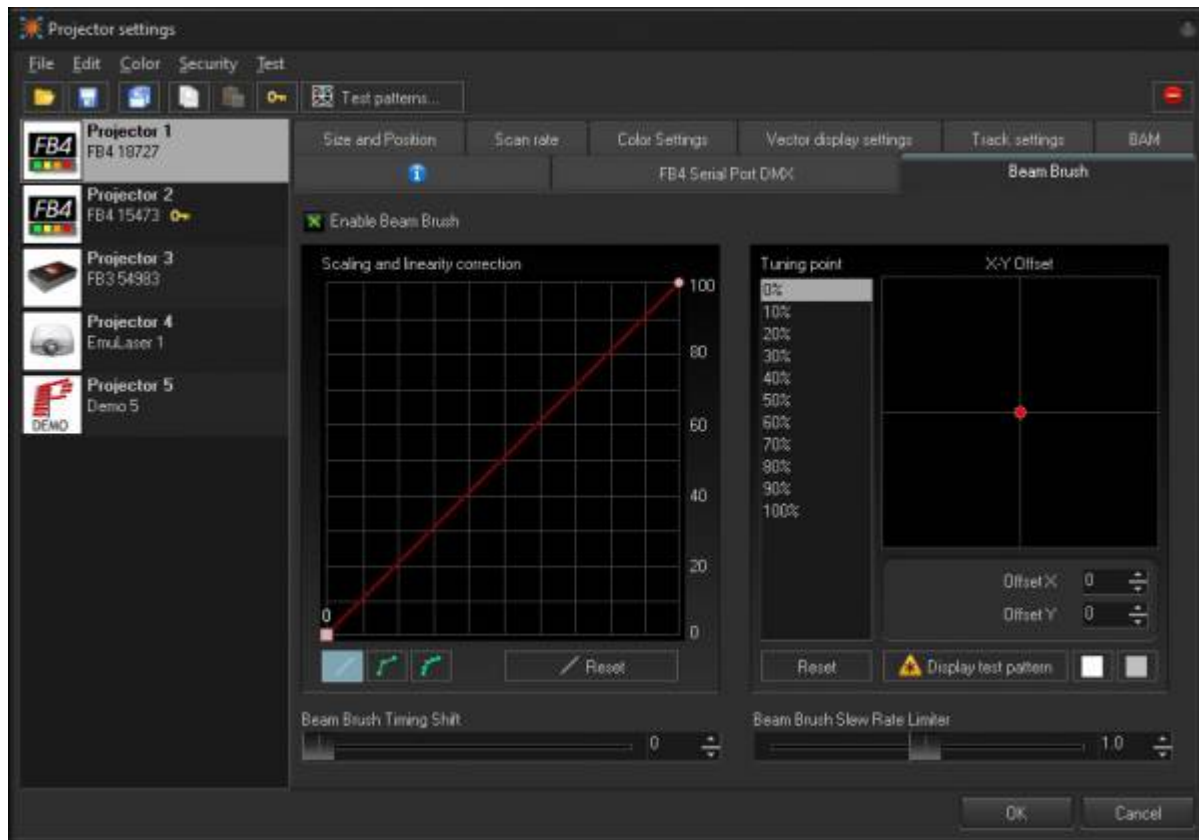 Projector settings
File Edit Color Security Test
Test patterns...
FB4 Projector 1
FB4 18727
FB4 Projector 2
FB4 15473
Projector 3
FB3 54983
Projector 4
EmuLaser 1
Projector 5
Demo 5
DEMO
Size and Position Scan rate Color Settings Vector display settings Track settings BAM
FB4 Serial Port DMX Beam Brush
Enable Beam Brush
Scaling and linearity correction
100
80
60
40
20
0
0
Reset
Tuning point X-Y Offset
0%
10%
20%
30%
40%
50%
60%
70%
80%
90%
100%
Offset X 0
Offset Y 0
Reset Display test pattern
Beam Brush Timing Shift
0
Beam Brush Slew Rate Limiter
1.0
OK Cancel